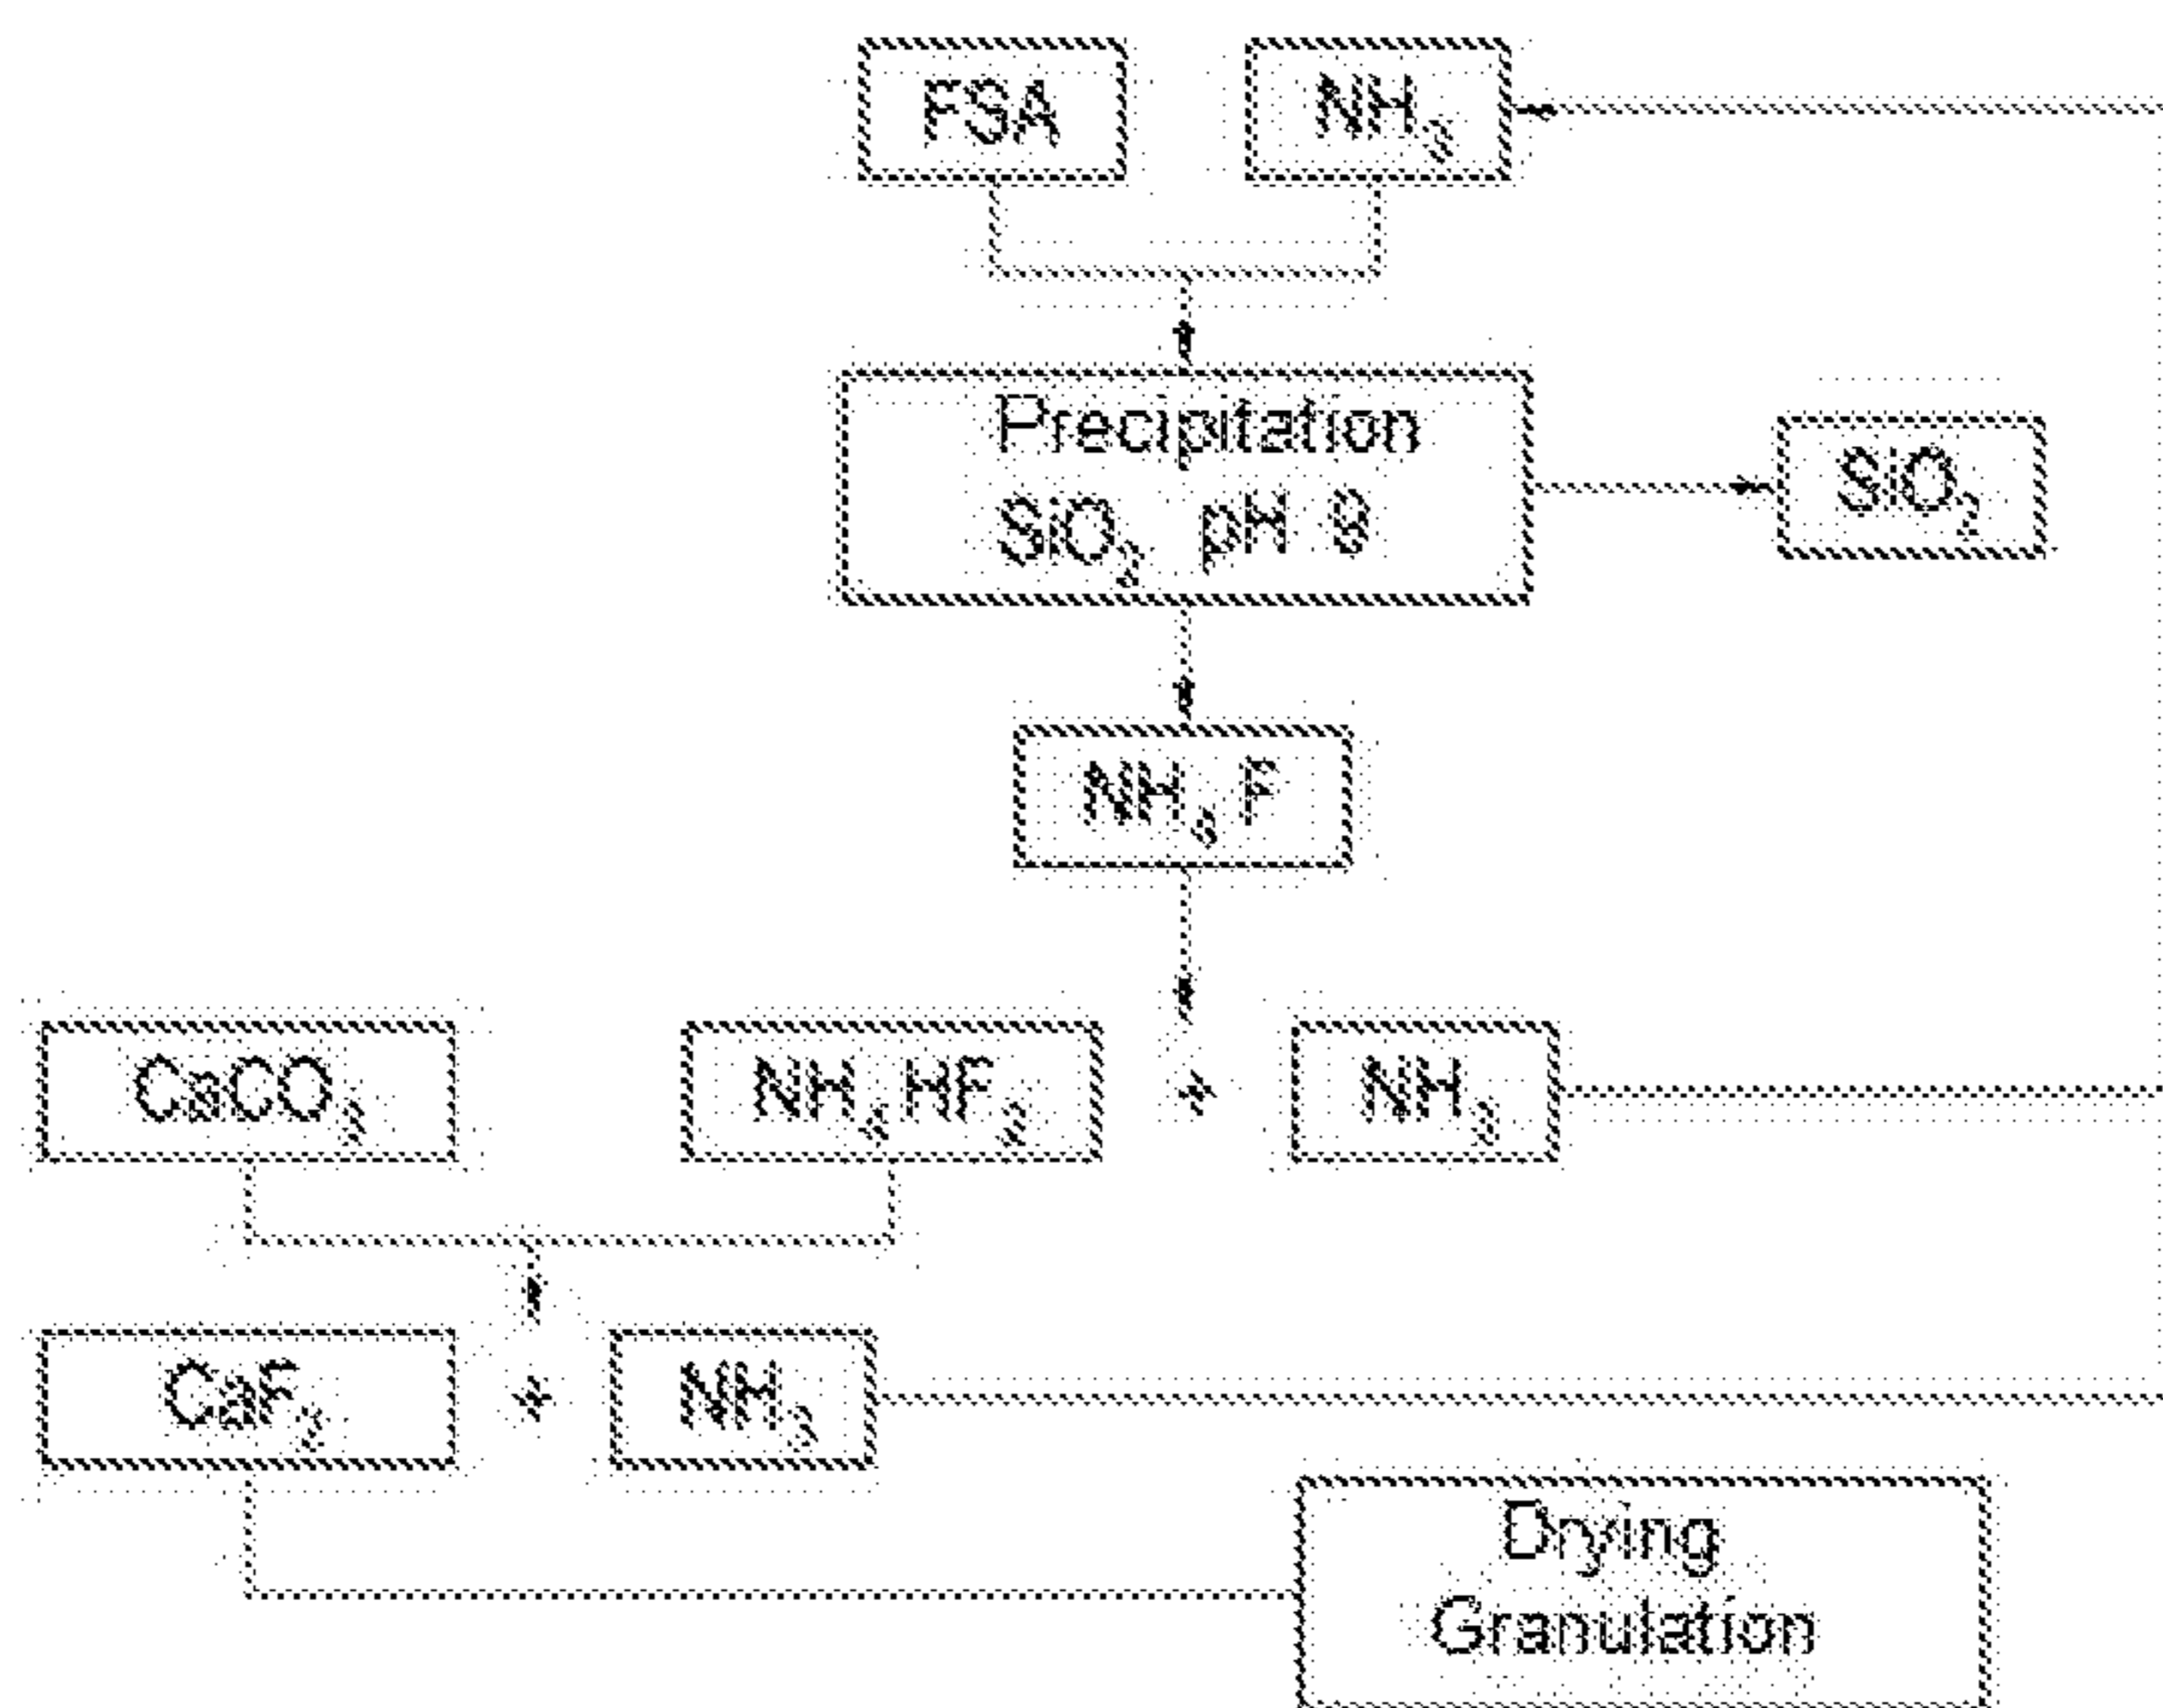 FSA
NH₃
Precipitation
SiO₂ pH 9
SiO₂
NH₄F
CaCO₃
NH₄HF₂
+
NH₃
CaF₂
+
NH₃
Drying
Granulation